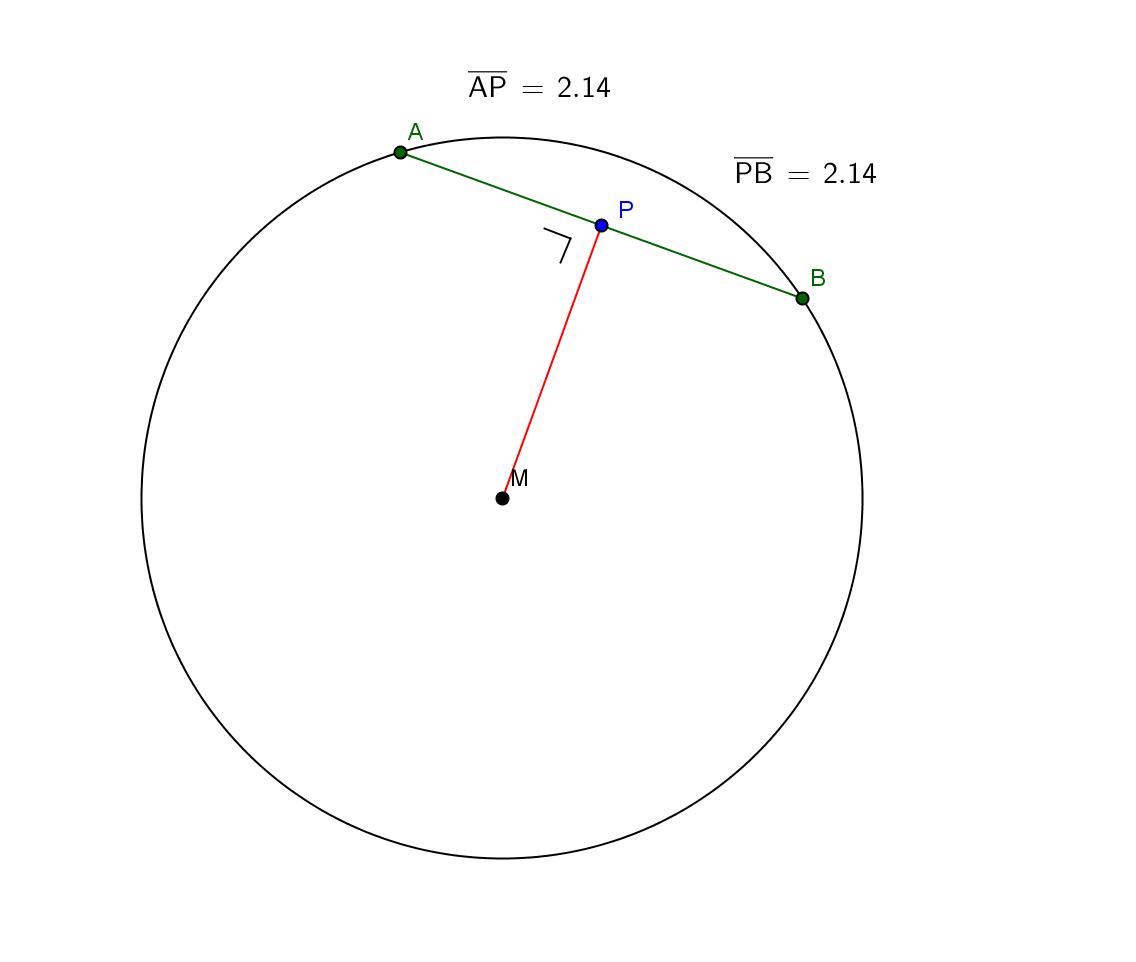 AP = 2.14
A
PB = 2.14
P
B
M